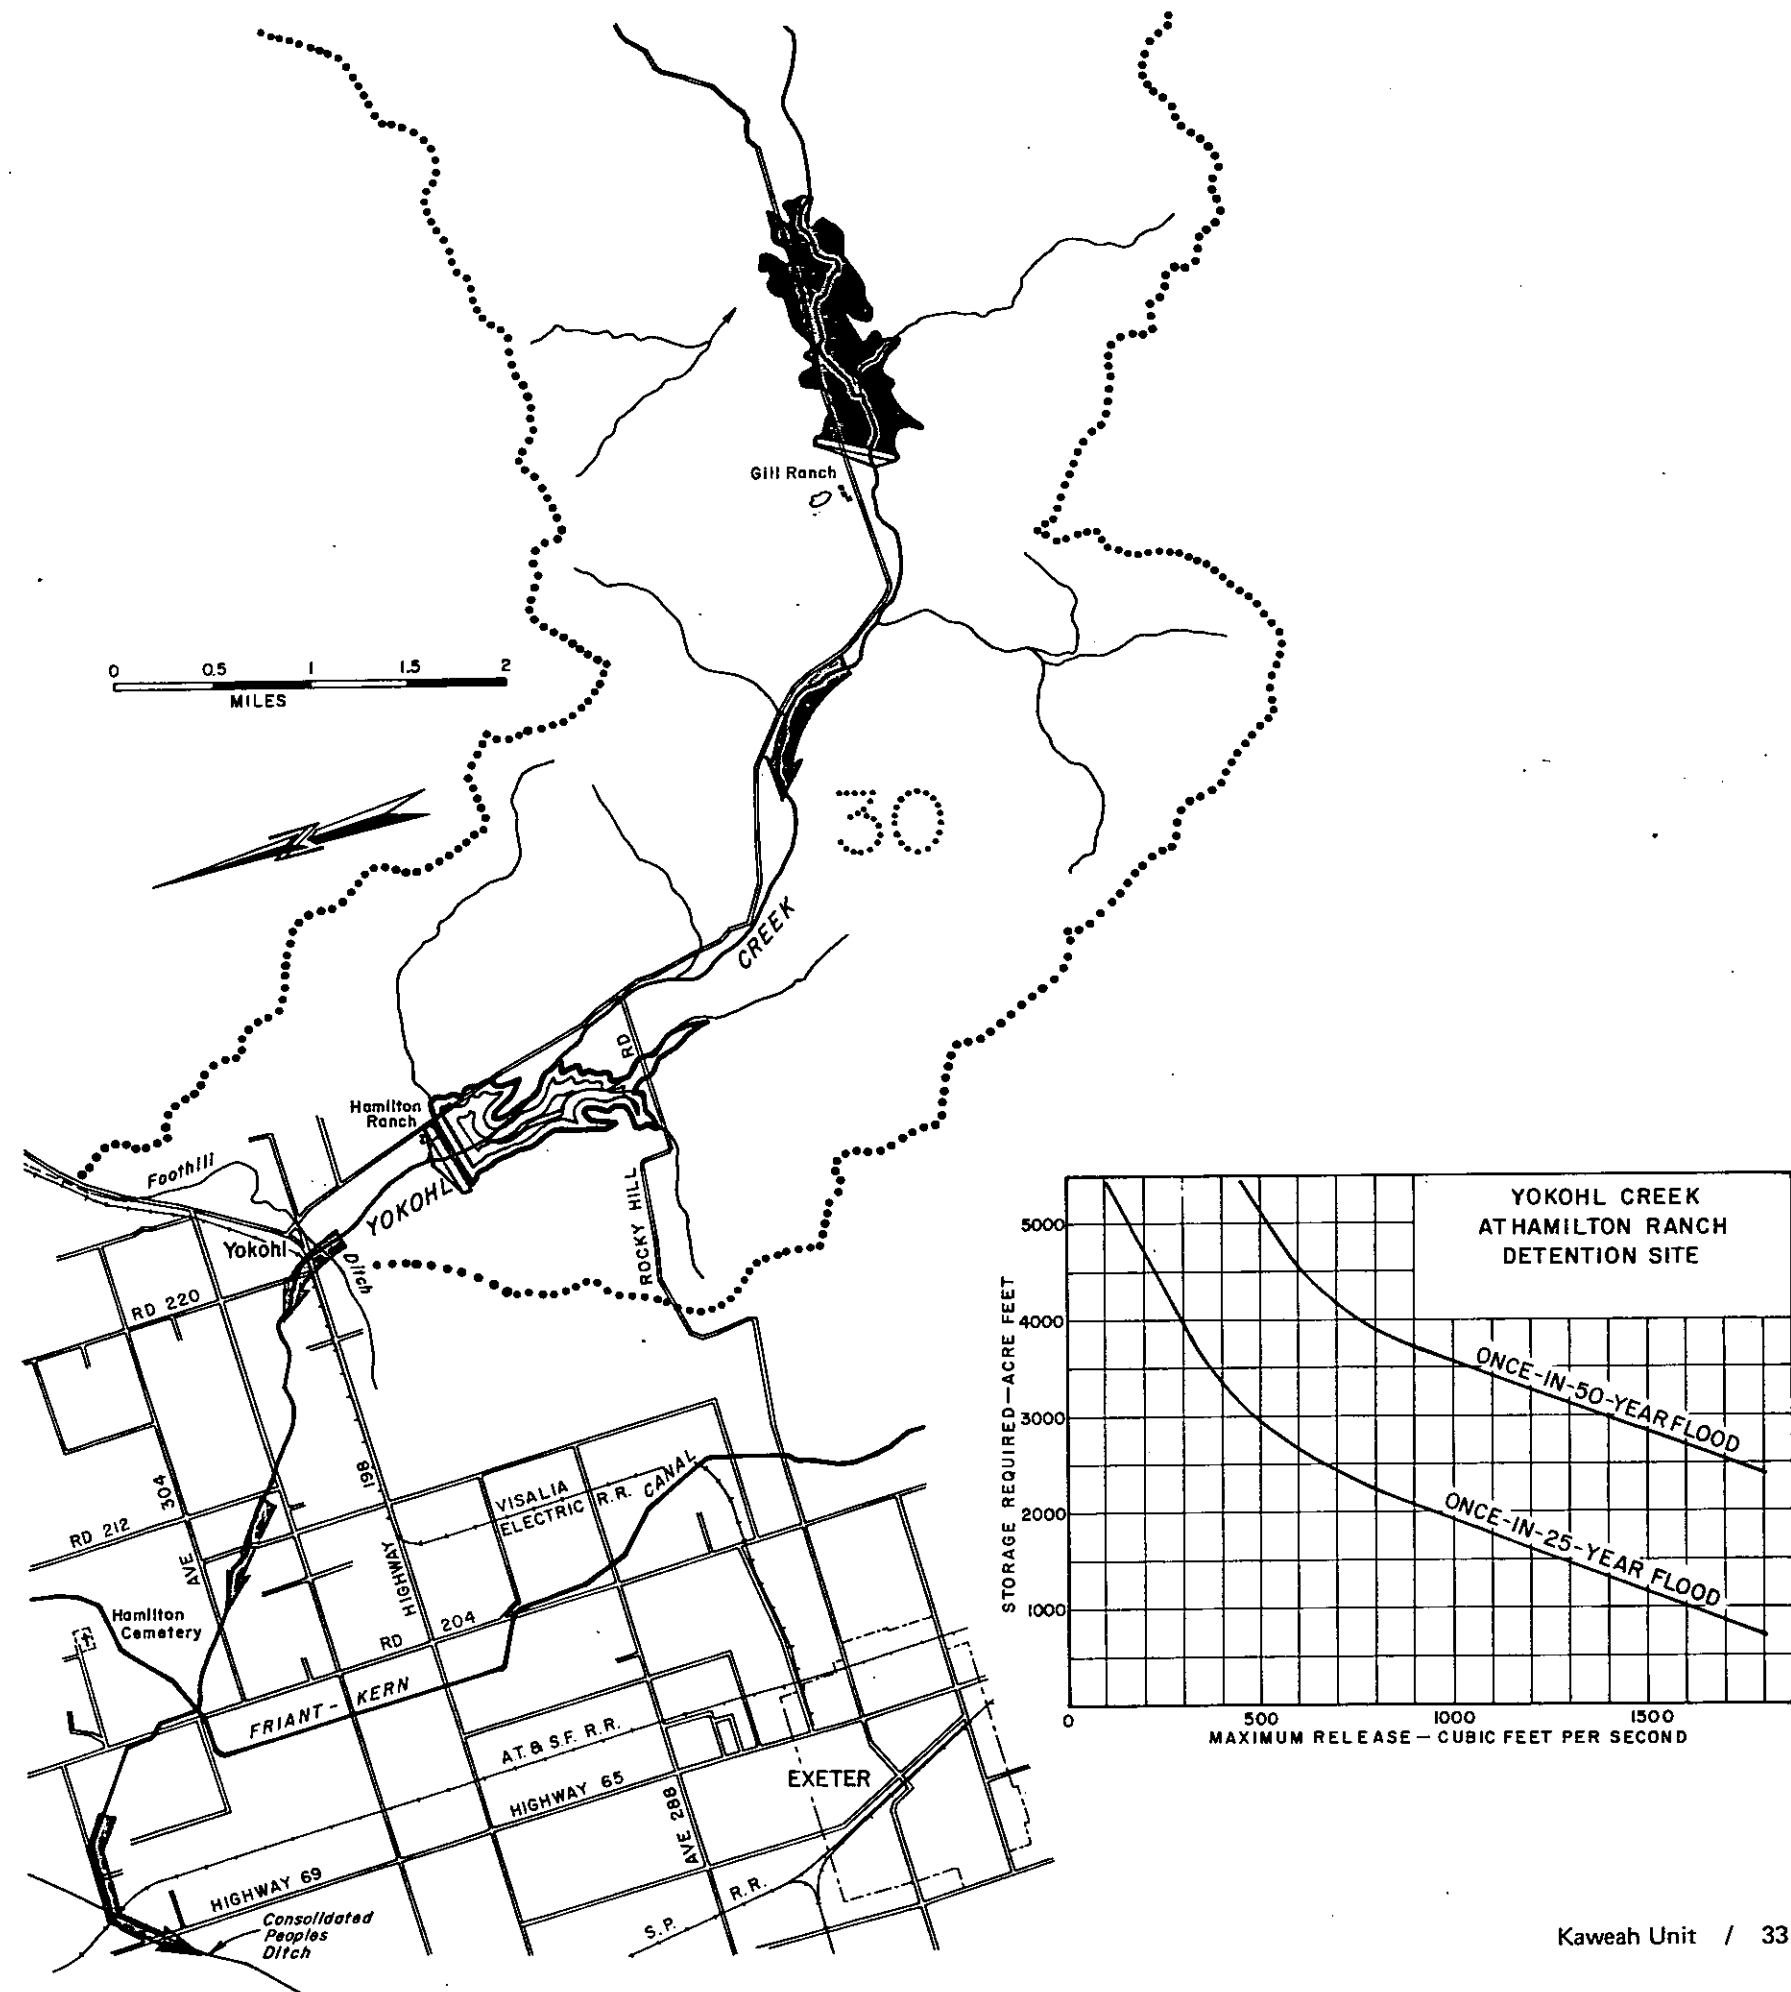 Gill Ranch
0 0.5 1 1.5 2
MILES
30
CREEK
RD
Hamilton
Ranch
Foothill
YOKOHL
ROCKY HILL
Yokohl
Ditch
RD 220
304
198
VISALIA
ELECTRIC R.R.
CANAL
RD 212
AVE
HIGHWAY
Hamilton
Cemetery
RD 204
FRIANT - KERN
A.T. & S.F. R.R.
EXETER
HIGHWAY 65
AVE 288
HIGHWAY 69
R.R.
S.P.
Consolidated
Peoples
Ditch
YOKOHL CREEK
AT HAMILTON RANCH
DETENTION SITE
STORAGE REQUIRED—ACRE FEET
5000
4000
3000
2000
1000
ONCE-IN-50-YEAR FLOOD
ONCE-IN-25-YEAR FLOOD
0 500 1000 1500
MAXIMUM RELEASE — CUBIC FEET PER SECOND
Kaweah Unit / 33